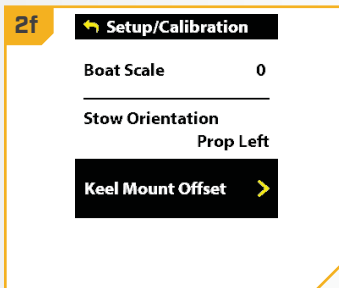 2f
Setup/Calibration
Boat Scale 0
Stow Orientation
Prop Left
Keel Mount Offset